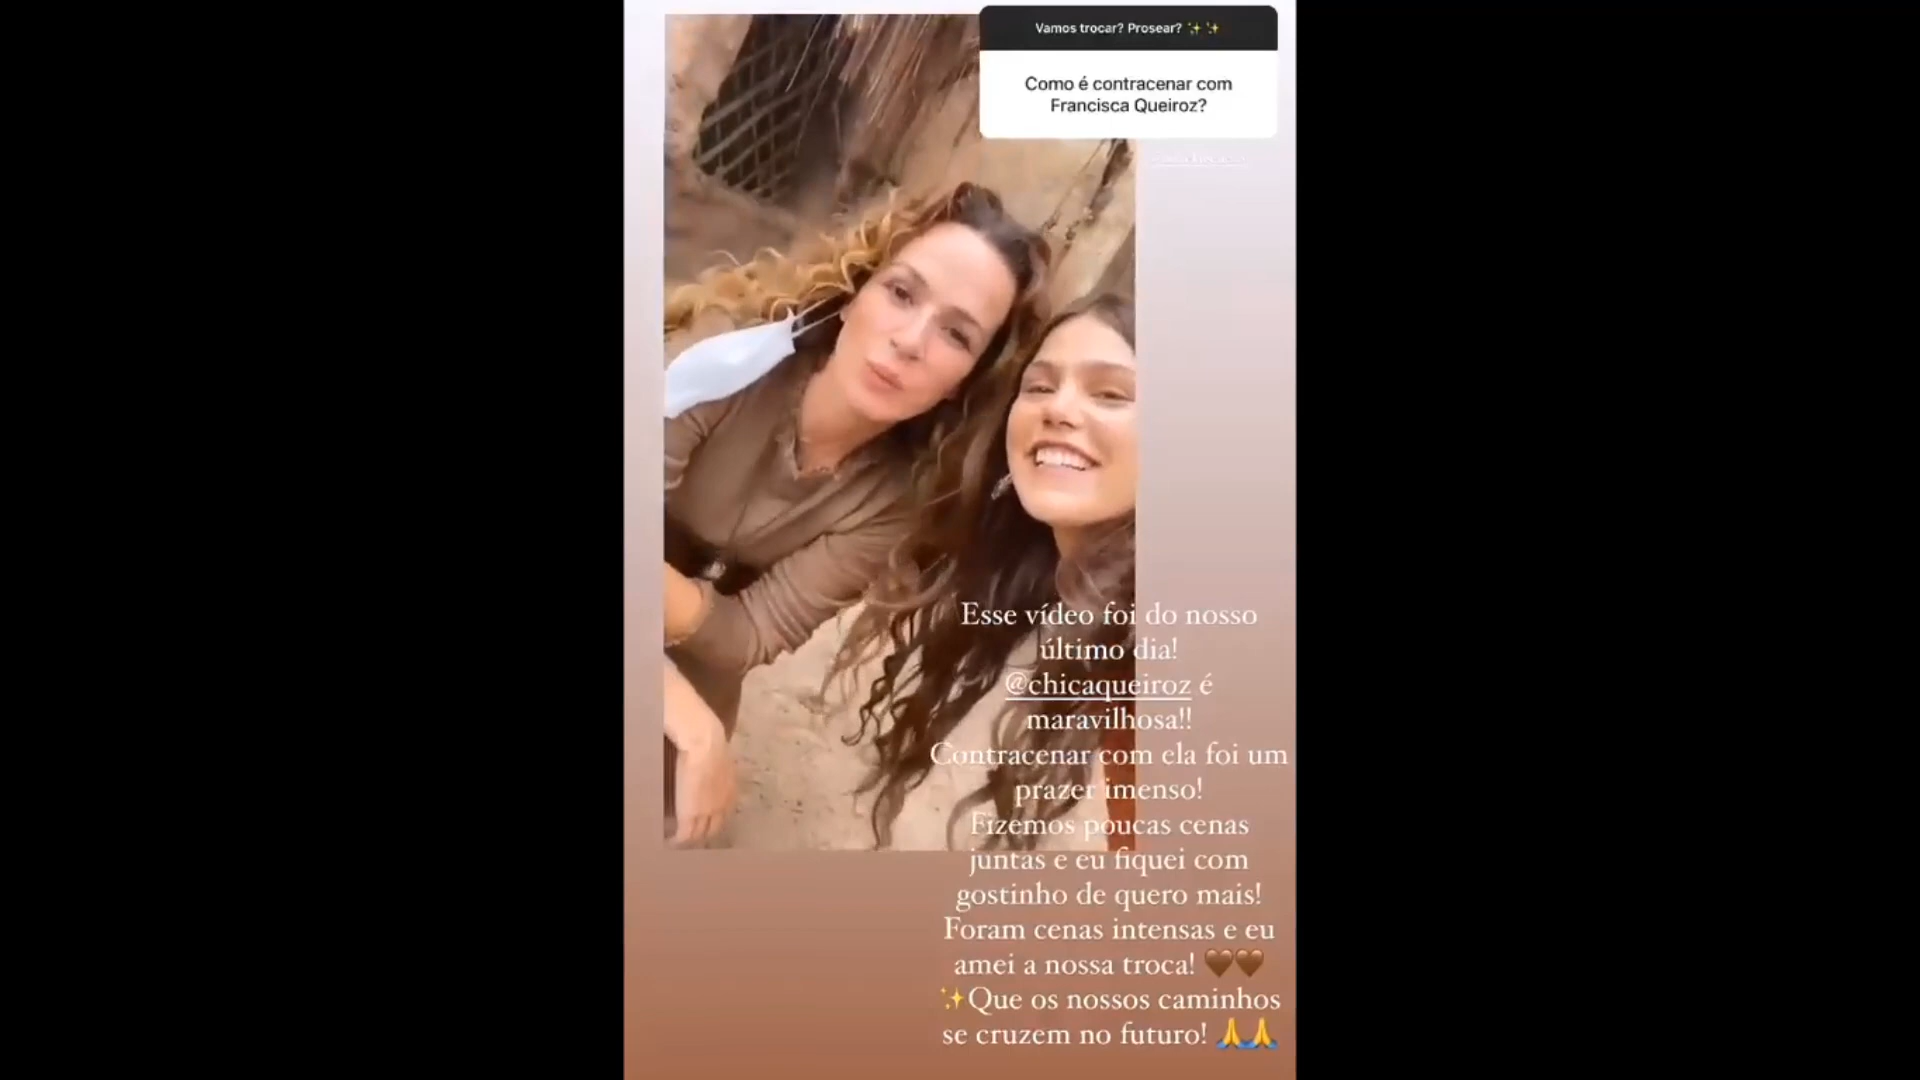 Vamos trocar? Prosear? ✨ ✨
Como é contracenar com
Francisca Queiroz?
Esse vídeo foi do nosso
último dia!
@chicaqueiroz é
maravilhosa!!
Contracenar com ela foi um
prazer imenso!
Fizemos poucas cenas
juntas e eu fiquei com
gostinho de quero mais!
Foram cenas intensas e eu
amei a nossa troca! 🤎🤎
✨Que os nossos caminhos
se cruzem no futuro! 🙏🙏